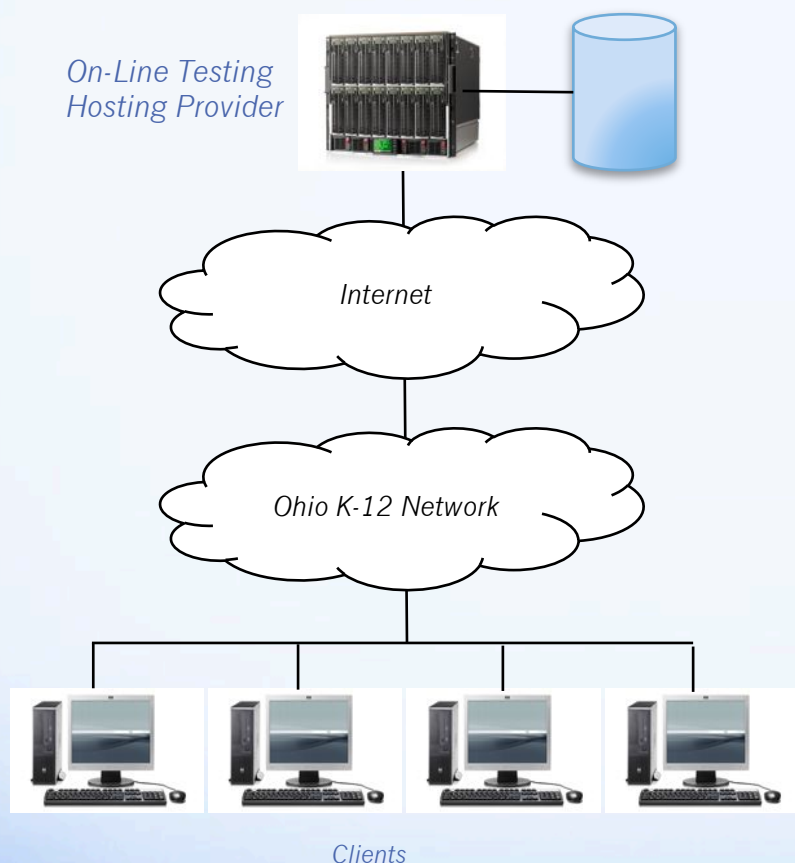 On-Line Testing
Hosting Provider
Internet
Ohio K-12 Network
Clients